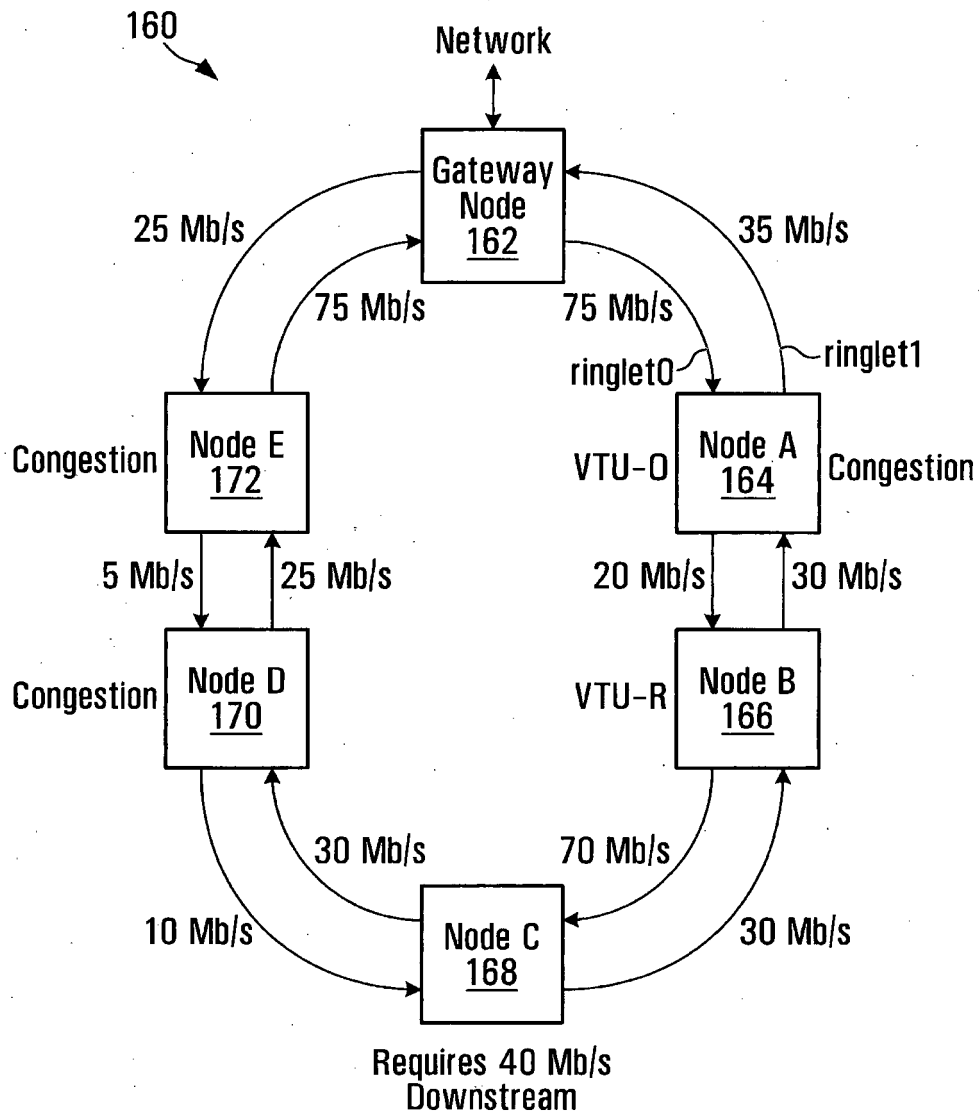 160
Network
Gateway
Node
162
25 Mb/s
35 Mb/s
75 Mb/s
75 Mb/s
ringlet0
ringlet1
Congestion
Node E
172
VTU-O
Node A
164
Congestion
5 Mb/s
25 Mb/s
20 Mb/s
30 Mb/s
Congestion
Node D
170
VTU-R
Node B
166
30 Mb/s
70 Mb/s
10 Mb/s
30 Mb/s
Node C
168
Requires 40 Mb/s
Downstream